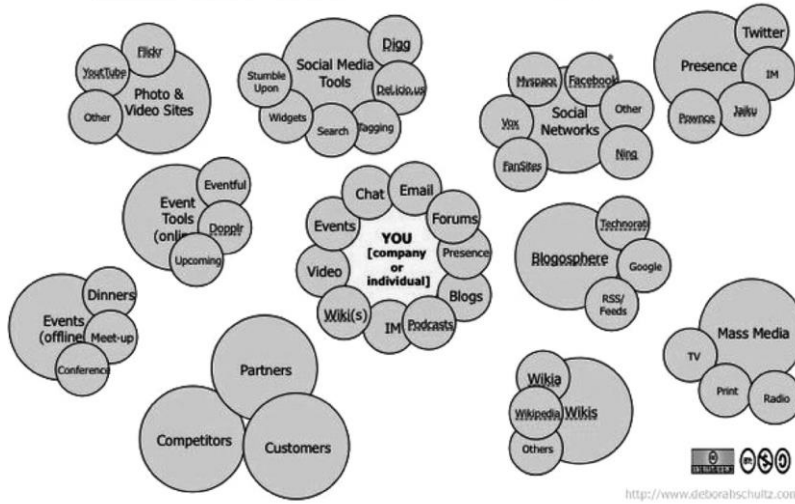 Flickr
YoutTube
Photo &
Video Sites
Other
Digg
Social Media
Tools
Stumble
Upon
Del.icio.us
Widgets
Search
Tagging
Myspace
Facebook
Social
Networks
Other
Vox
FanSites
Ning
Twitter
Presence
IM
Pownce
Jaiku
Eventful
Event
Tools
(online
Dopplr
Upcoming
Chat
Email
Events
Forums
YOU
[company
or
individual]
Video
Presence
Wiki(s)
Blogs
IM
Podcasts
Technorati
Blogosphere
Google
RSS/
Feeds
Dinners
Events
(offline
Meet-up
Conference
Mass Media
TV
Print
Radio
Partners
Competitors
Customers
Wikia
Wikipedia
Wikis
Others
http://www.deborahschultz.com